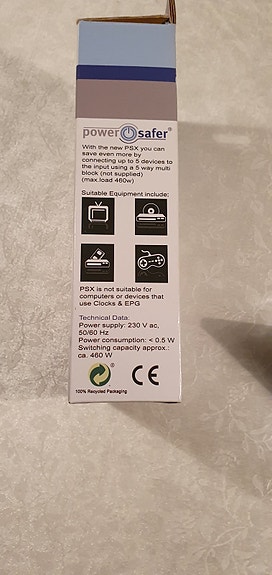 power safer®
With the new PSX you can
save even more by
connecting up to 5 devices to
the input using a 5 way multi
block (not supplied)
(max.load 460w)
Suitable Equipment include:
PSX is not suitable for
computers or devices that
use Clocks & EPG
Technical Data:
Power supply: 230 V ac,
50/60 Hz
Power consumption: < 0.5 W
Switching capacity approx.:
ca. 460 W
®
CE
100% Recycled Packaging